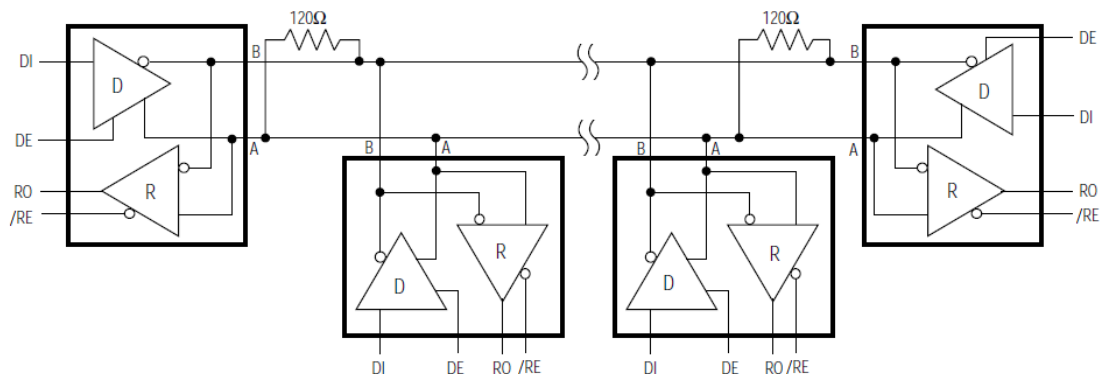 120Ω 120Ω
DI D B B D DE
DE A A DI
RO R B A B A R RO
/RE /RE
R R
D D
DI DE RO /RE DI DE RO /RE